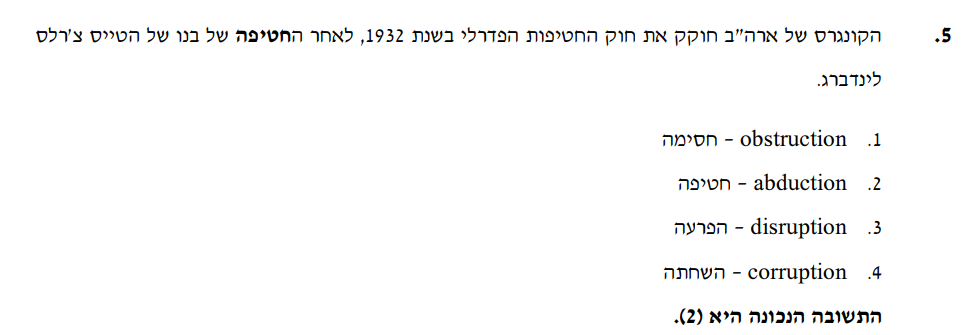 5. הקונגרס של ארה"ב חוקק את חוק החטיפות הפדרלי בשנת 1932, לאחר החטיפה של בנו של הטייס צ'רלס
לינדברג.
1. obstruction – חסימה
2. abduction – חטיפה
3. disruption – הפרעה
4. corruption – השחתה
התשובה הנכונה היא (2).